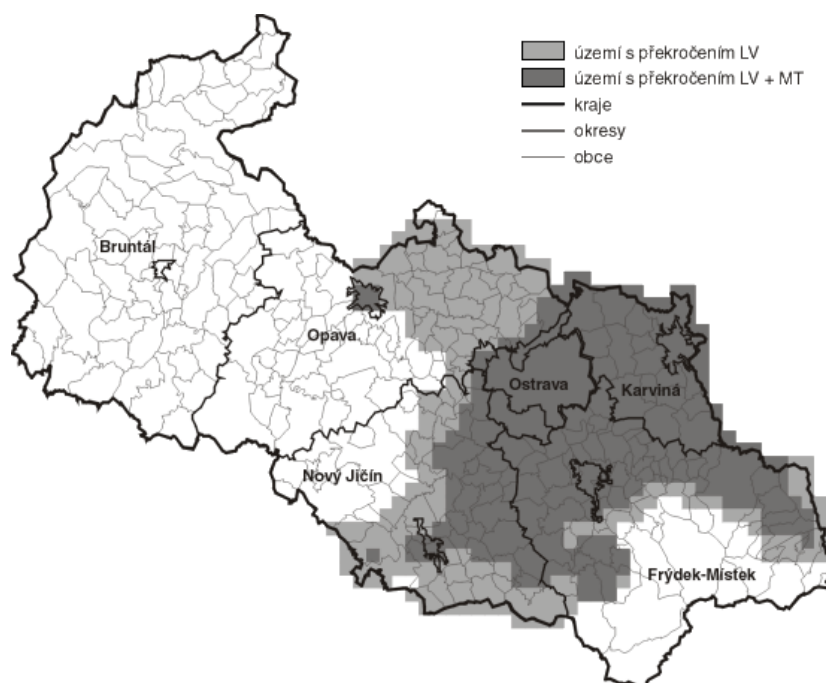 území s překročením LV
území s překročením LV + MT
kraje
okresy
obce
Bruntál
Opava
Ostrava
Karviná
Nový Jičín
Frýdek-Místek